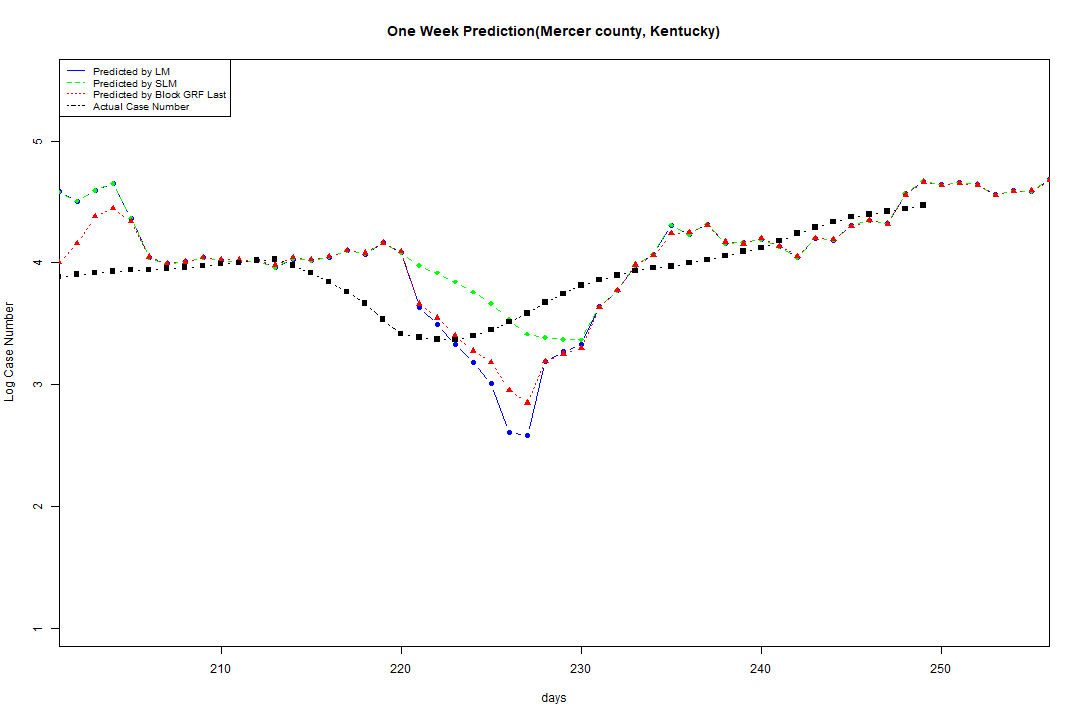 One Week Prediction(Mercer county, Kentucky)
Predicted by LM
Predicted by SLM
Predicted by Block GRF Last
Actual Case Number
5
4
3
2
1
Log Case Number
210
220
230
240
250
days